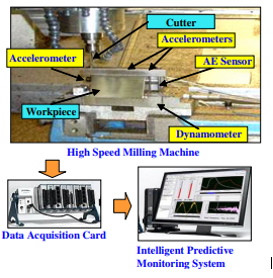 Cutter
Accelerometers
Accelerometer
AE Sensor
Workpiece
Dynamometer
High Speed Milling Machine
Data Acquisition Card
Intelligent Predictive
Monitoring System